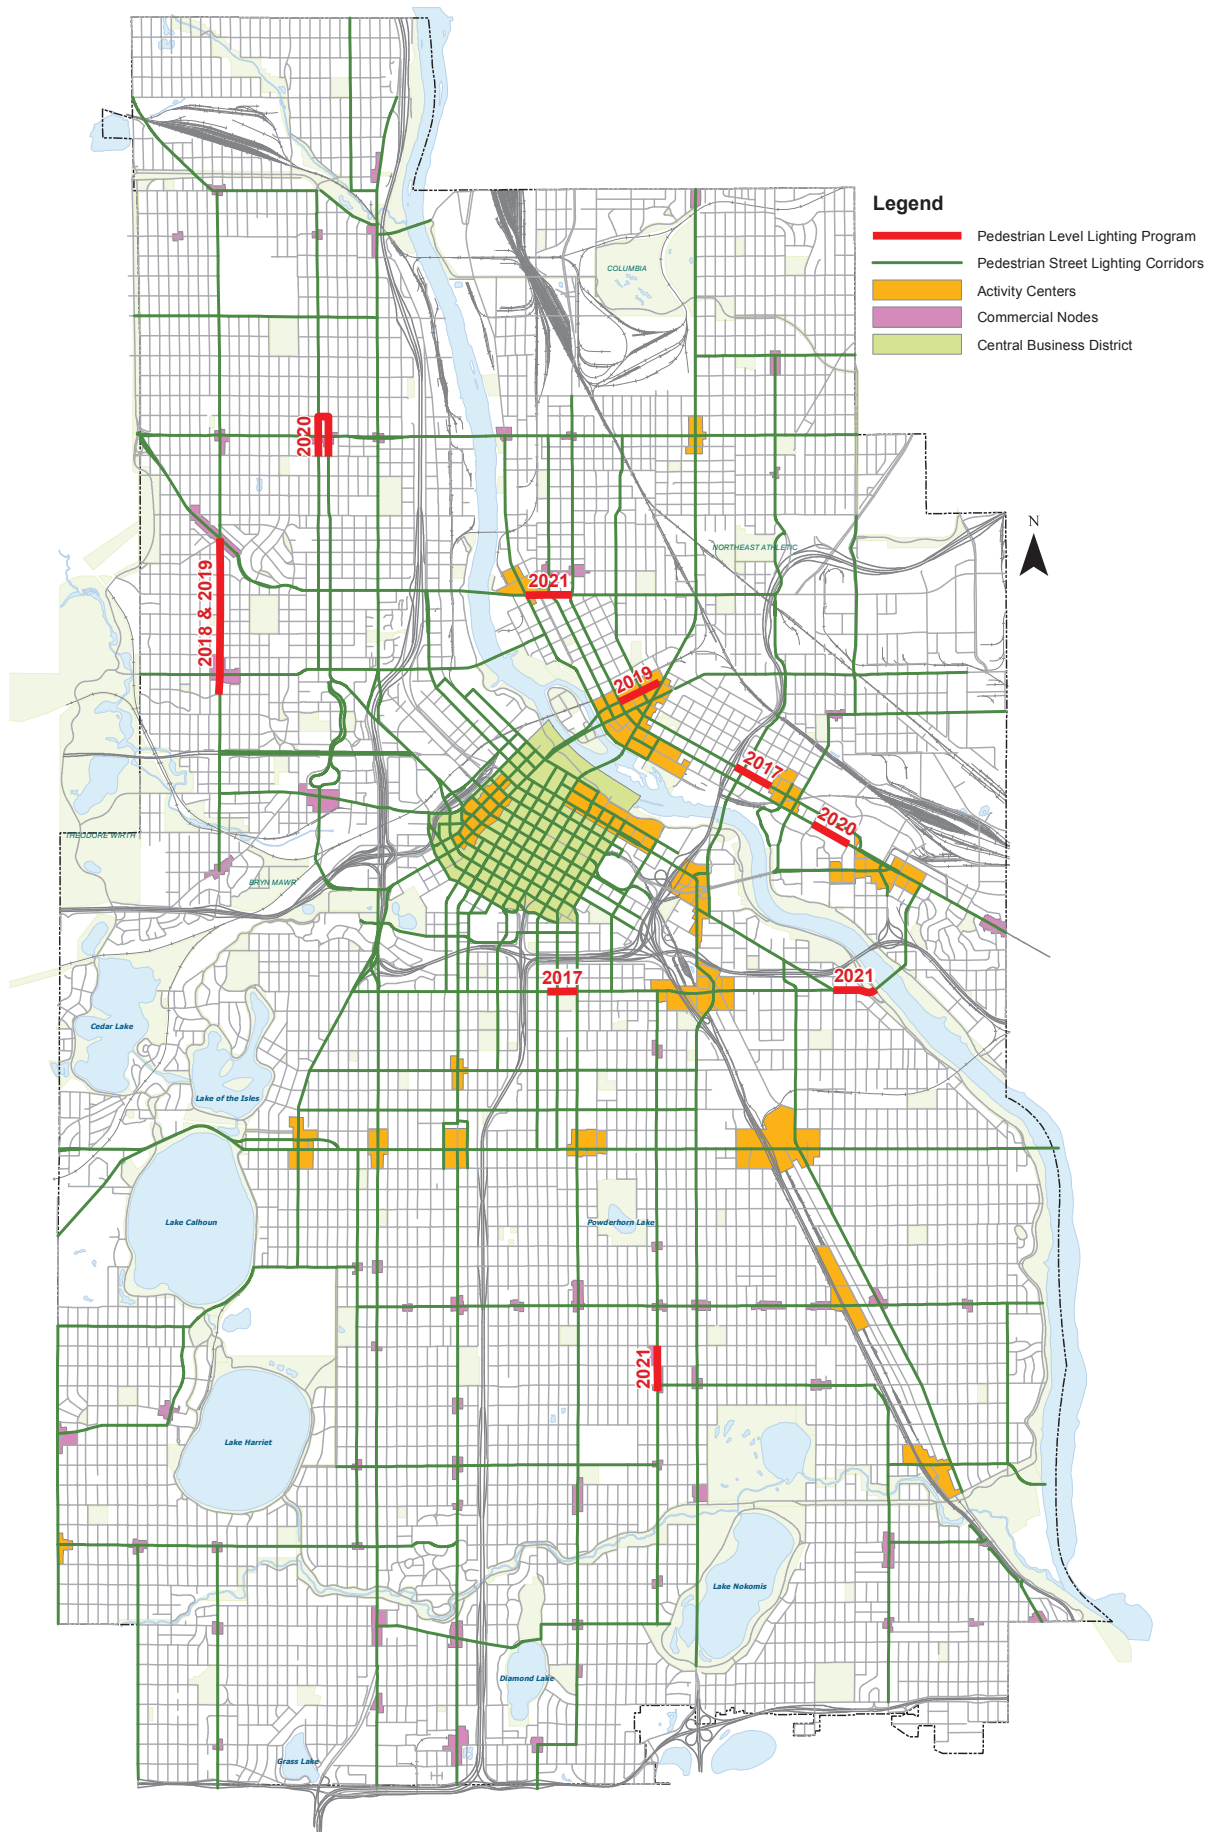 Legend
Pedestrian Level Lighting Program
Pedestrian Street Lighting Corridors
Activity Centers
Commercial Nodes
Central Business District
COLUMBIA
2020
N
NORTHEAST ATHLETIC
2018 & 2019
2021
2019
2017
2020
THEODORE WIRTH
BRYN MAWR
2017
2021
Cedar Lake
Lake of the Isles
Lake Calhoun
Powderhorn Lake
2021
Lake Harriet
Lake Nokomis
Diamond Lake
Grass Lake